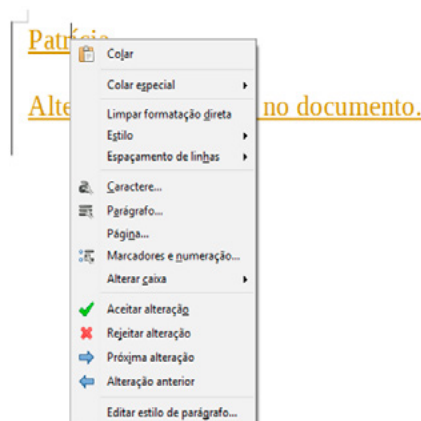 Patrícia
Colar
Colar especial
Limpar formatação direta
no documento.
Estilo
Espaçamento de linhas
Caractere...
Parágrafo...
Página...
Marcadores e numeração...
Alterar caixa
Aceitar alteração
Rejeitar alteração
Próxima alteração
Alteração anterior
Editar estilo de parágrafo...